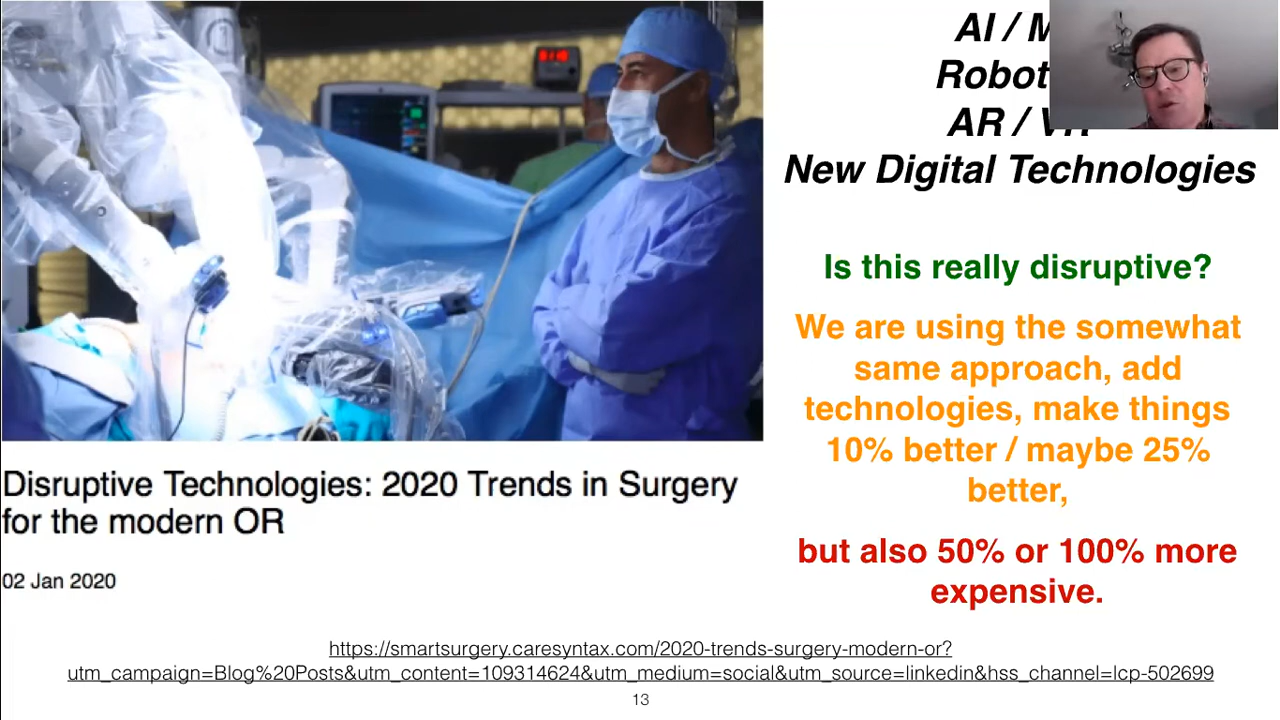 AI / M
Robot
AR / VR
New Digital Technologies
Is this really disruptive?
We are using the somewhat
same approach, add
technologies, make things
10% better / maybe 25%
better,
but also 50% or 100% more
expensive.
Disruptive Technologies: 2020 Trends in Surgery
for the modern OR
02 Jan 2020
https://smartsurgery.caresyntax.com/2020-trends-surgery-modern-or?
utm_campaign=Blog%20Posts&utm_content=109314624&utm_medium=social&utm_source=linkedin&hss_channel=lcp-502699
13